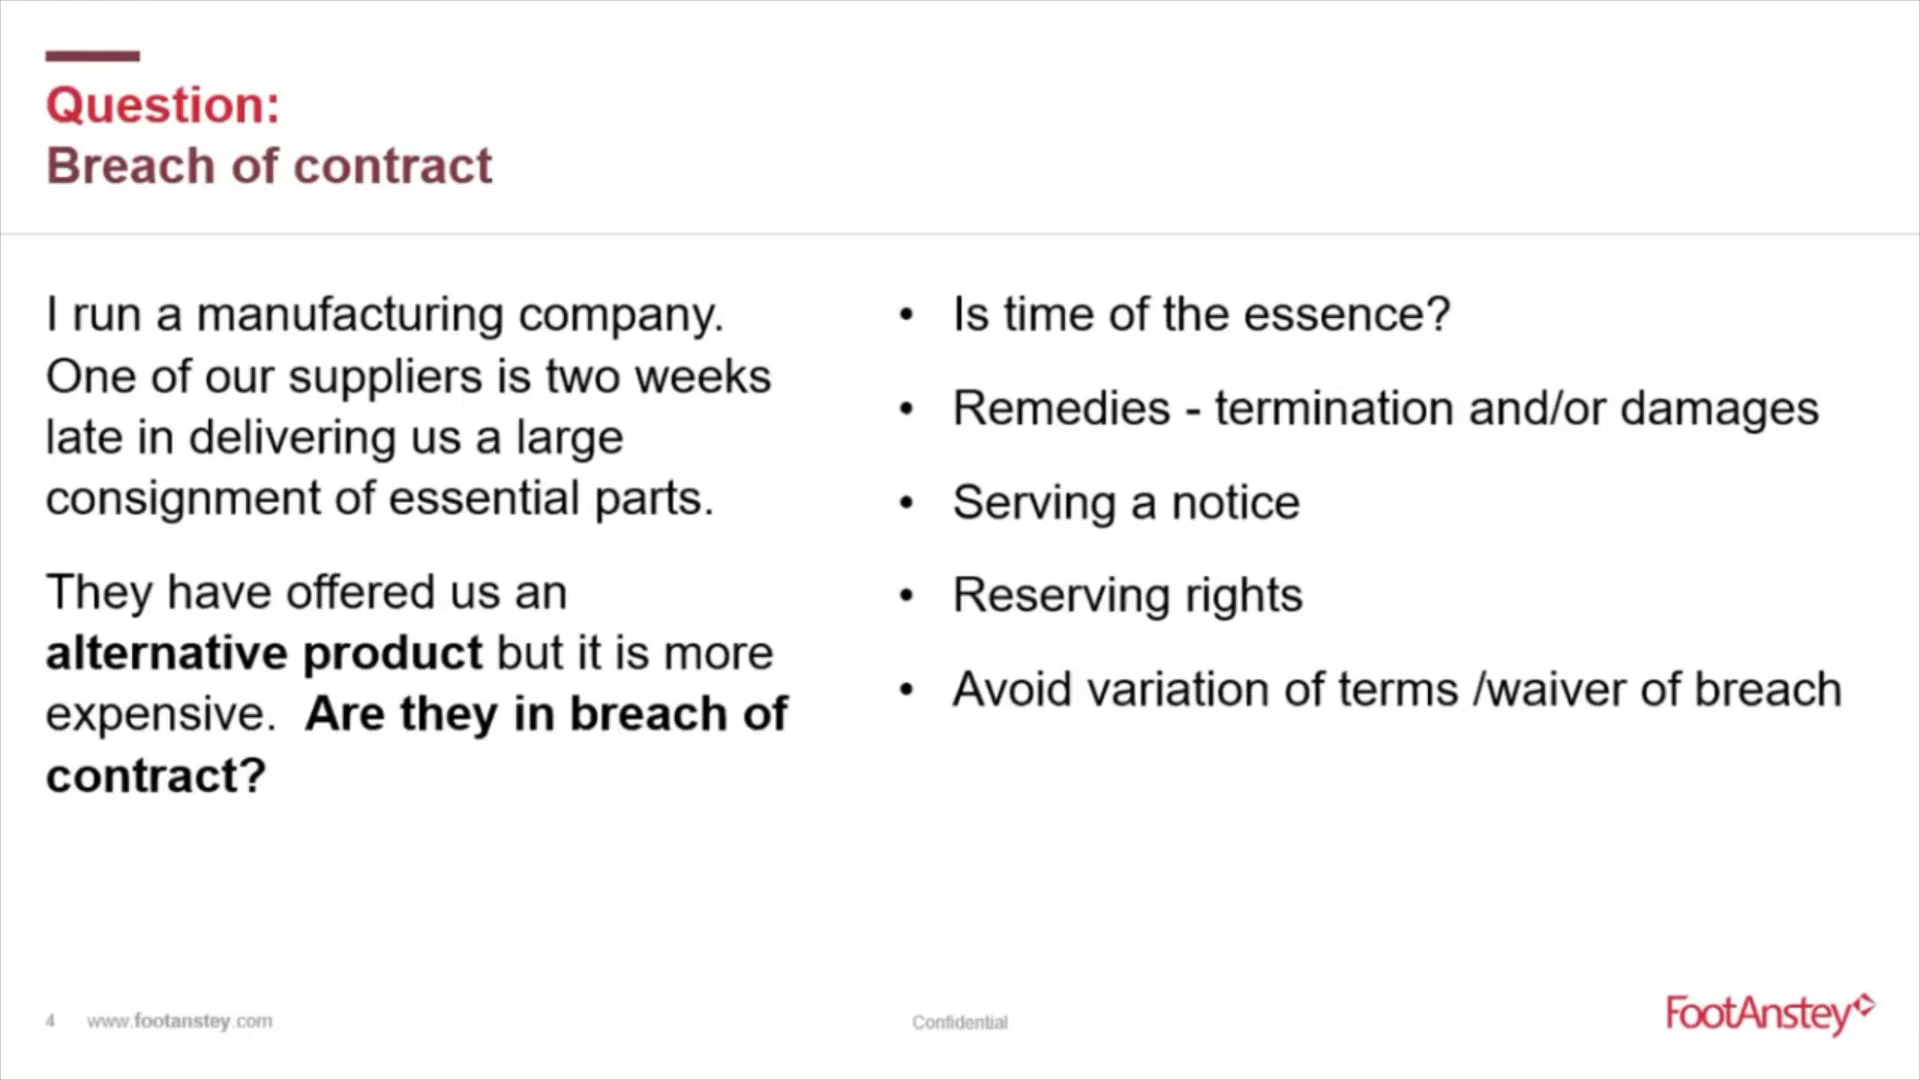 Question:
Breach of contract
I run a manufacturing company.
One of our suppliers is two weeks
late in delivering us a large
consignment of essential parts.
They have offered us an
alternative product but it is more
expensive.  Are they in breach of
contract?
• Is time of the essence?
• Remedies - termination and/or damages
• Serving a notice
• Reserving rights
• Avoid variation of terms /waiver of breach
4 www.footanstey.com
Confidential
FootAnstey